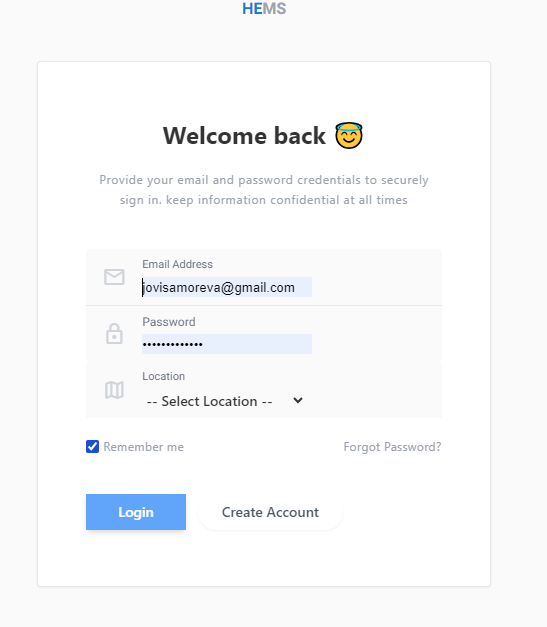 HEMS
Welcome back 😇
Provide your email and password credentials to securely
sign in. keep information confidential at all times
Email Address
jovisamoreva@gmail.com
Password
•••••••••••••
Location
-- Select Location --
Remember me
Forgot Password?
Login
Create Account